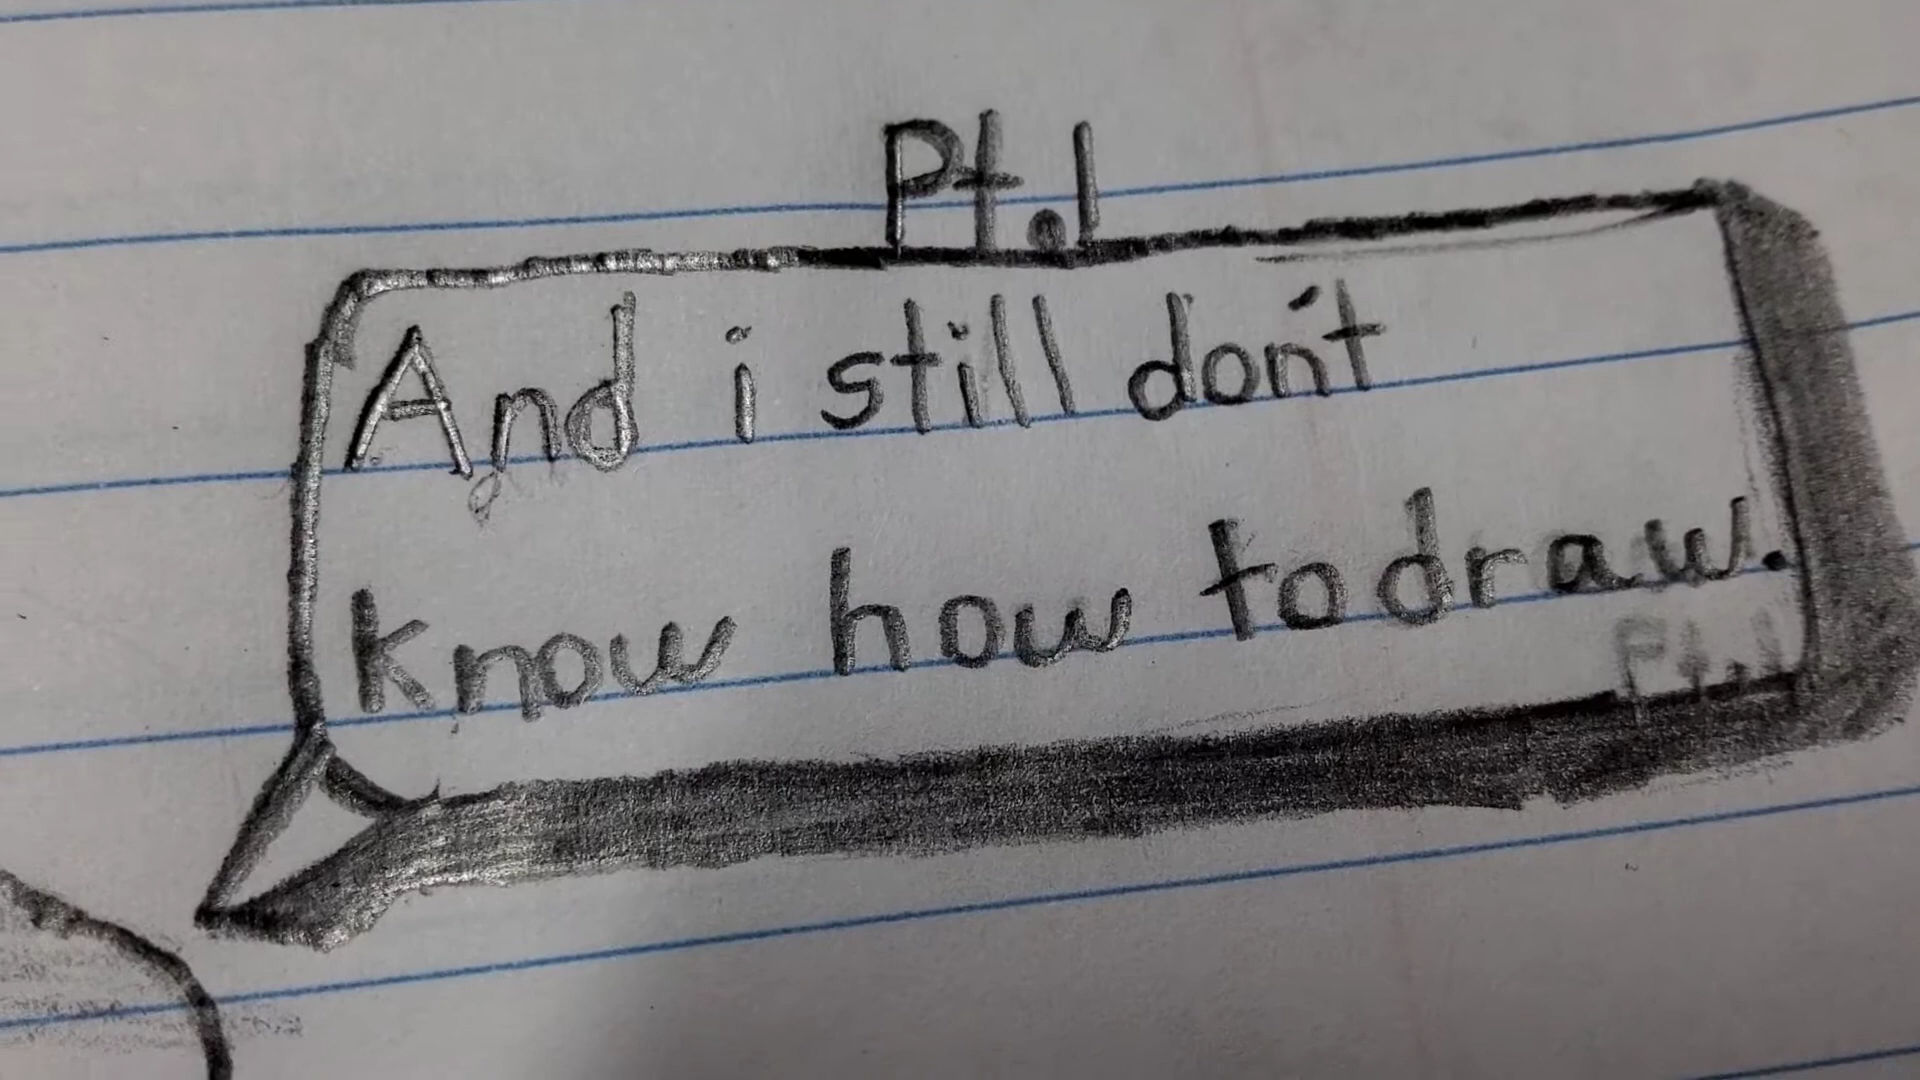 Pt.1
And i still don't
know how to draw.